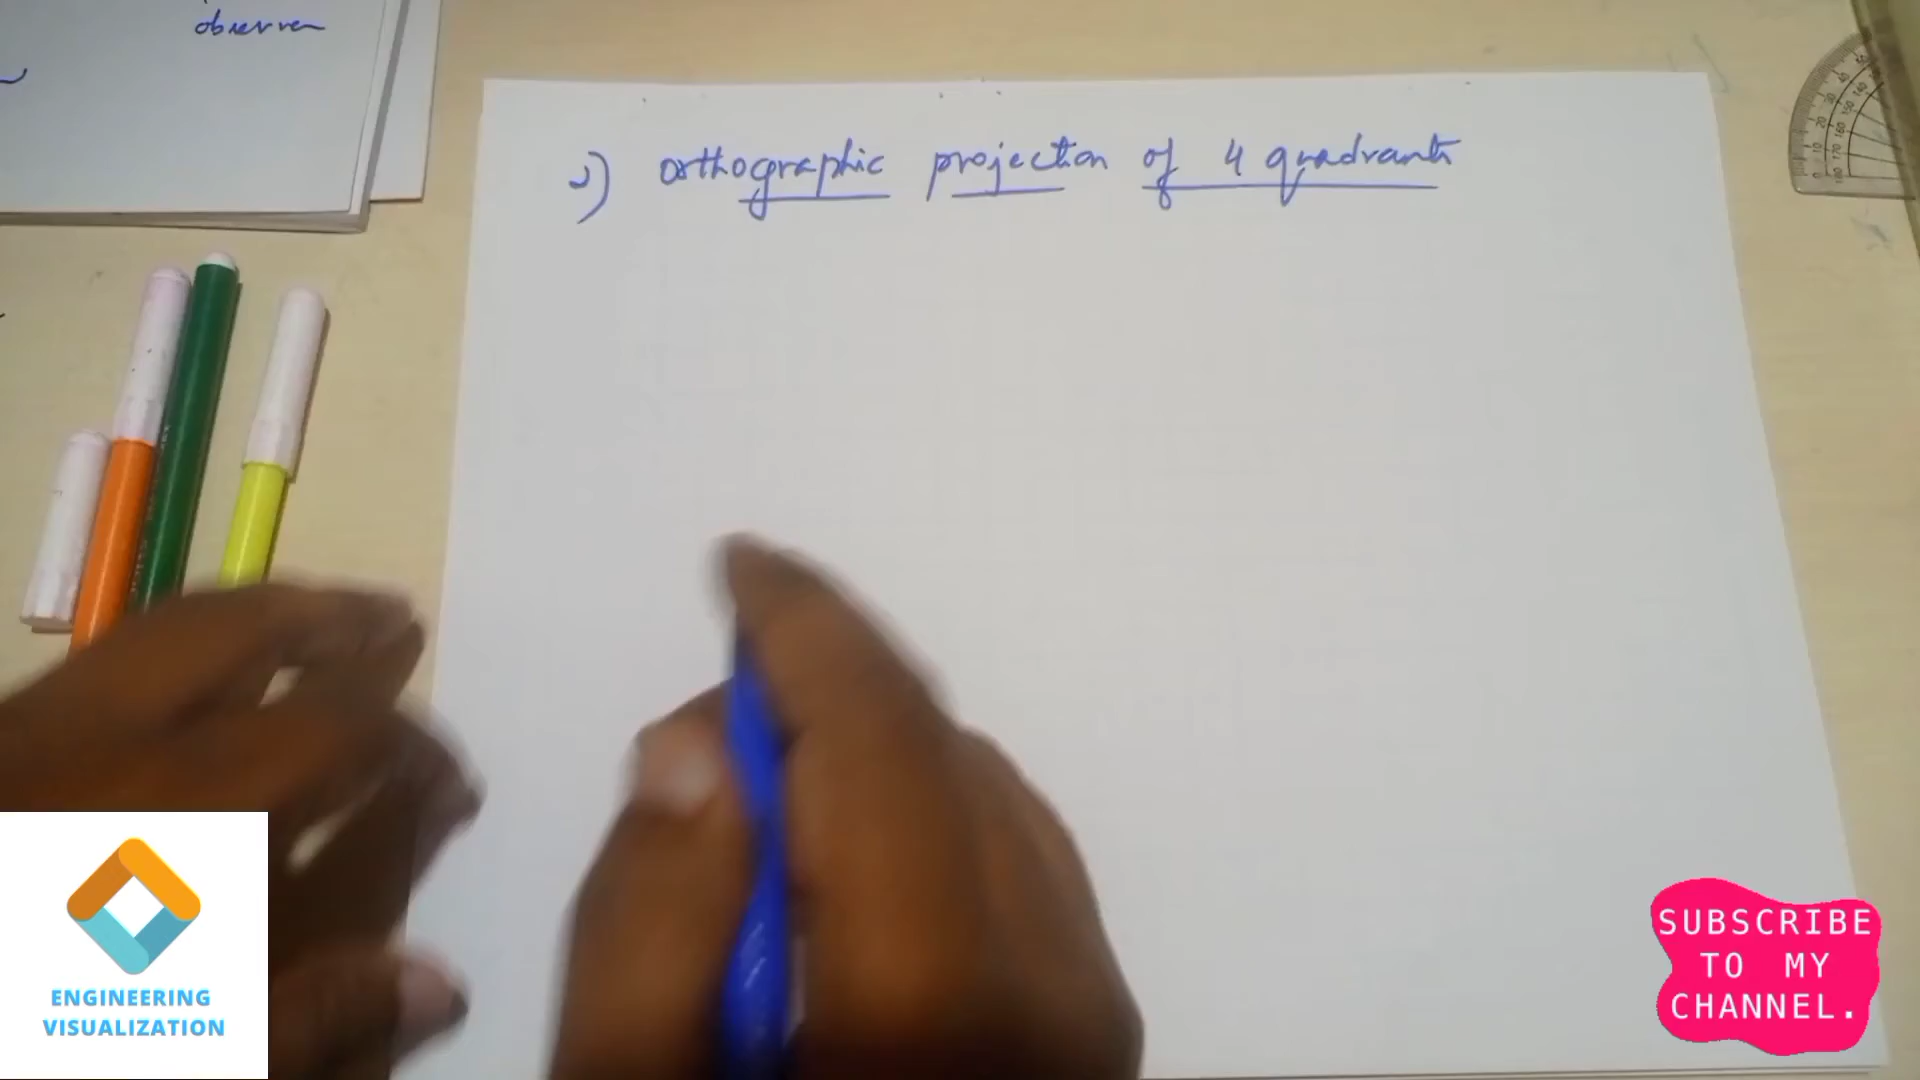 observer
2) orthographic projection of 4 quadrants
ENGINEERING
VISUALIZATION
SUBSCRIBE
TO MY
CHANNEL.